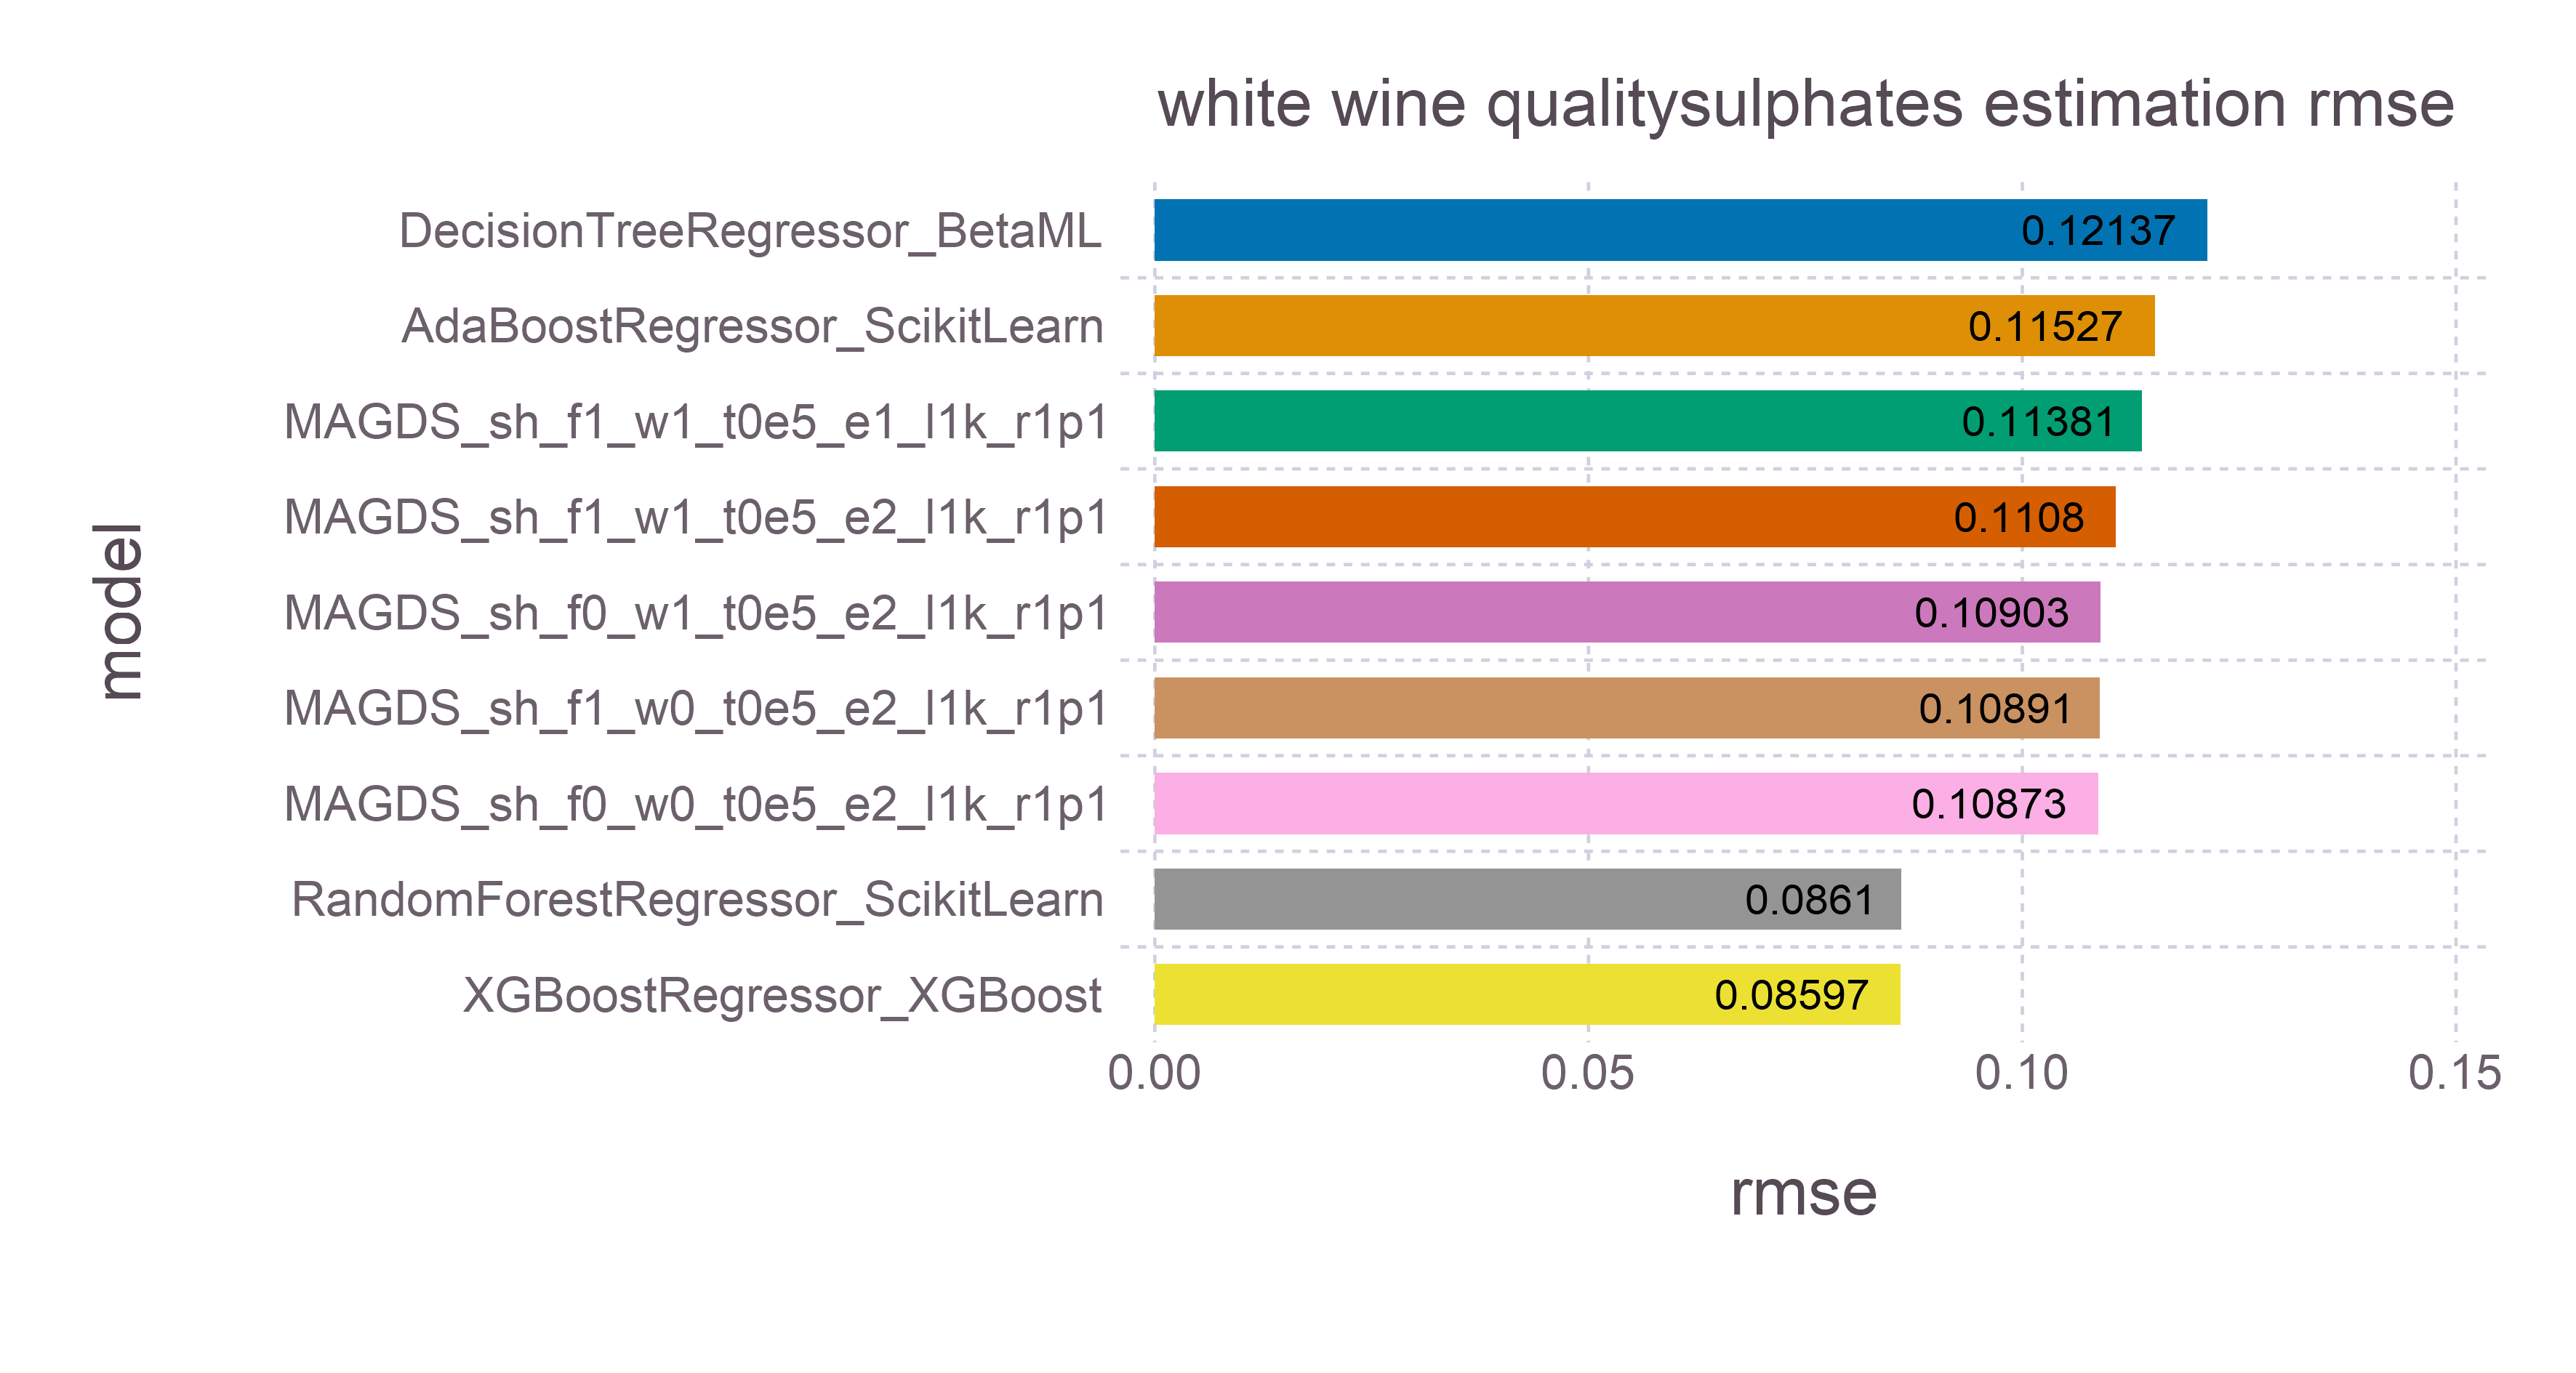 white wine qualitysulphates estimation rmse
model
DecisionTreeRegressor_BetaML 0.12137
AdaBoostRegressor_ScikitLearn 0.11527
MAGDS_sh_f1_w1_t0e5_e1_l1k_r1p1 0.11381
MAGDS_sh_f1_w1_t0e5_e2_l1k_r1p1 0.1108
MAGDS_sh_f0_w1_t0e5_e2_l1k_r1p1 0.10903
MAGDS_sh_f1_w0_t0e5_e2_l1k_r1p1 0.10891
MAGDS_sh_f0_w0_t0e5_e2_l1k_r1p1 0.10873
RandomForestRegressor_ScikitLearn 0.0861
XGBoostRegressor_XGBoost 0.08597
0.00 0.05 0.10 0.15
rmse